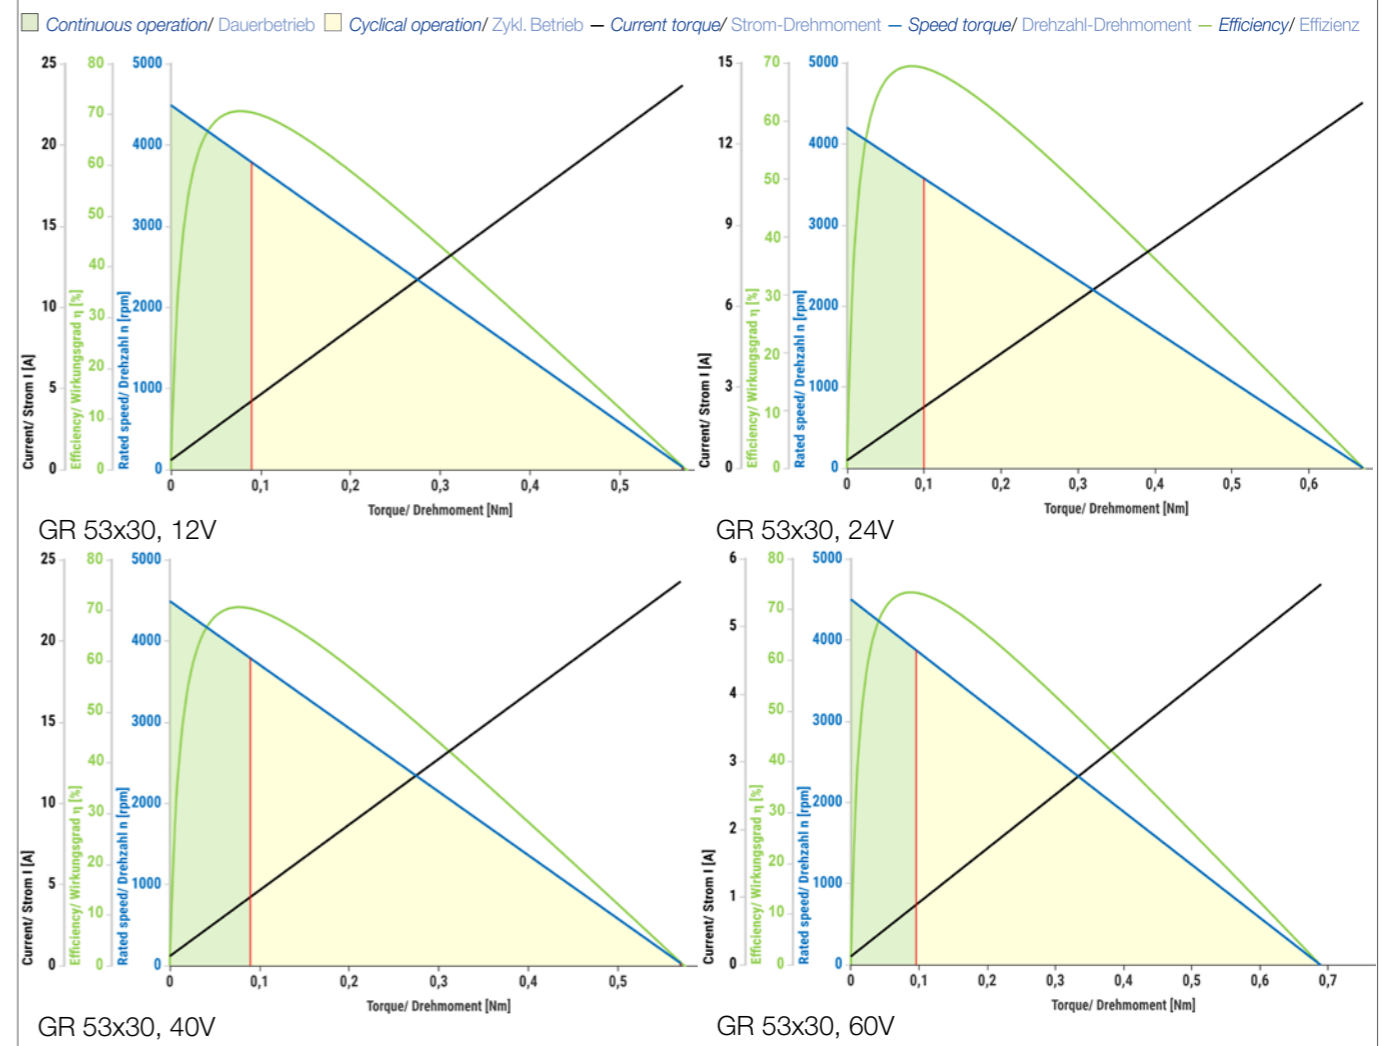 Continuous operation/ Dauerbetrieb Cyclical operation/ Zykl. Betrieb — Current torque/ Strom-Drehmoment — Speed torque/ Drehzahl-Drehmoment — Efficiency/ Effizienz
25 80 5000
70
20 4000
60
15 50 3000
40
10 30 2000
20
5 1000
10
0 0 0
Current/ Strom I [A]
Efficiency/ Wirkungsgrad η [%]
Rated speed/ Drehzahl n [rpm]
0 0,1 0,2 0,3 0,4 0,5
Torque/ Drehmoment [Nm]
GR 53x30, 12V
15 70 5000
60
12 4000
50
9 40 3000
6 30 2000
20
3 1000
10
0 0 0
Current/ Strom I [A]
Efficiency/ Wirkungsgrad η [%]
Rated speed/ Drehzahl n [rpm]
0 0,1 0,2 0,3 0,4 0,5 0,6
Torque/ Drehmoment [Nm]
GR 53x30, 24V
25 80 5000
70
20 4000
60
15 50 3000
40
10 30 2000
20
5 1000
10
0 0 0
Current/ Strom I [A]
Efficiency/ Wirkungsgrad η [%]
Rated speed/ Drehzahl n [rpm]
0 0,1 0,2 0,3 0,4 0,5
Torque/ Drehmoment [Nm]
GR 53x30, 40V
6 80 5000
70
5 4000
60
4 50 3000
3 40
30 2000
2 20
1 10 1000
0 0 0
Current/ Strom I [A]
Efficiency/ Wirkungsgrad η [%]
Rated speed/ Drehzahl n [rpm]
0 0,1 0,2 0,3 0,4 0,5 0,6 0,7
Torque/ Drehmoment [Nm]
GR 53x30, 60V